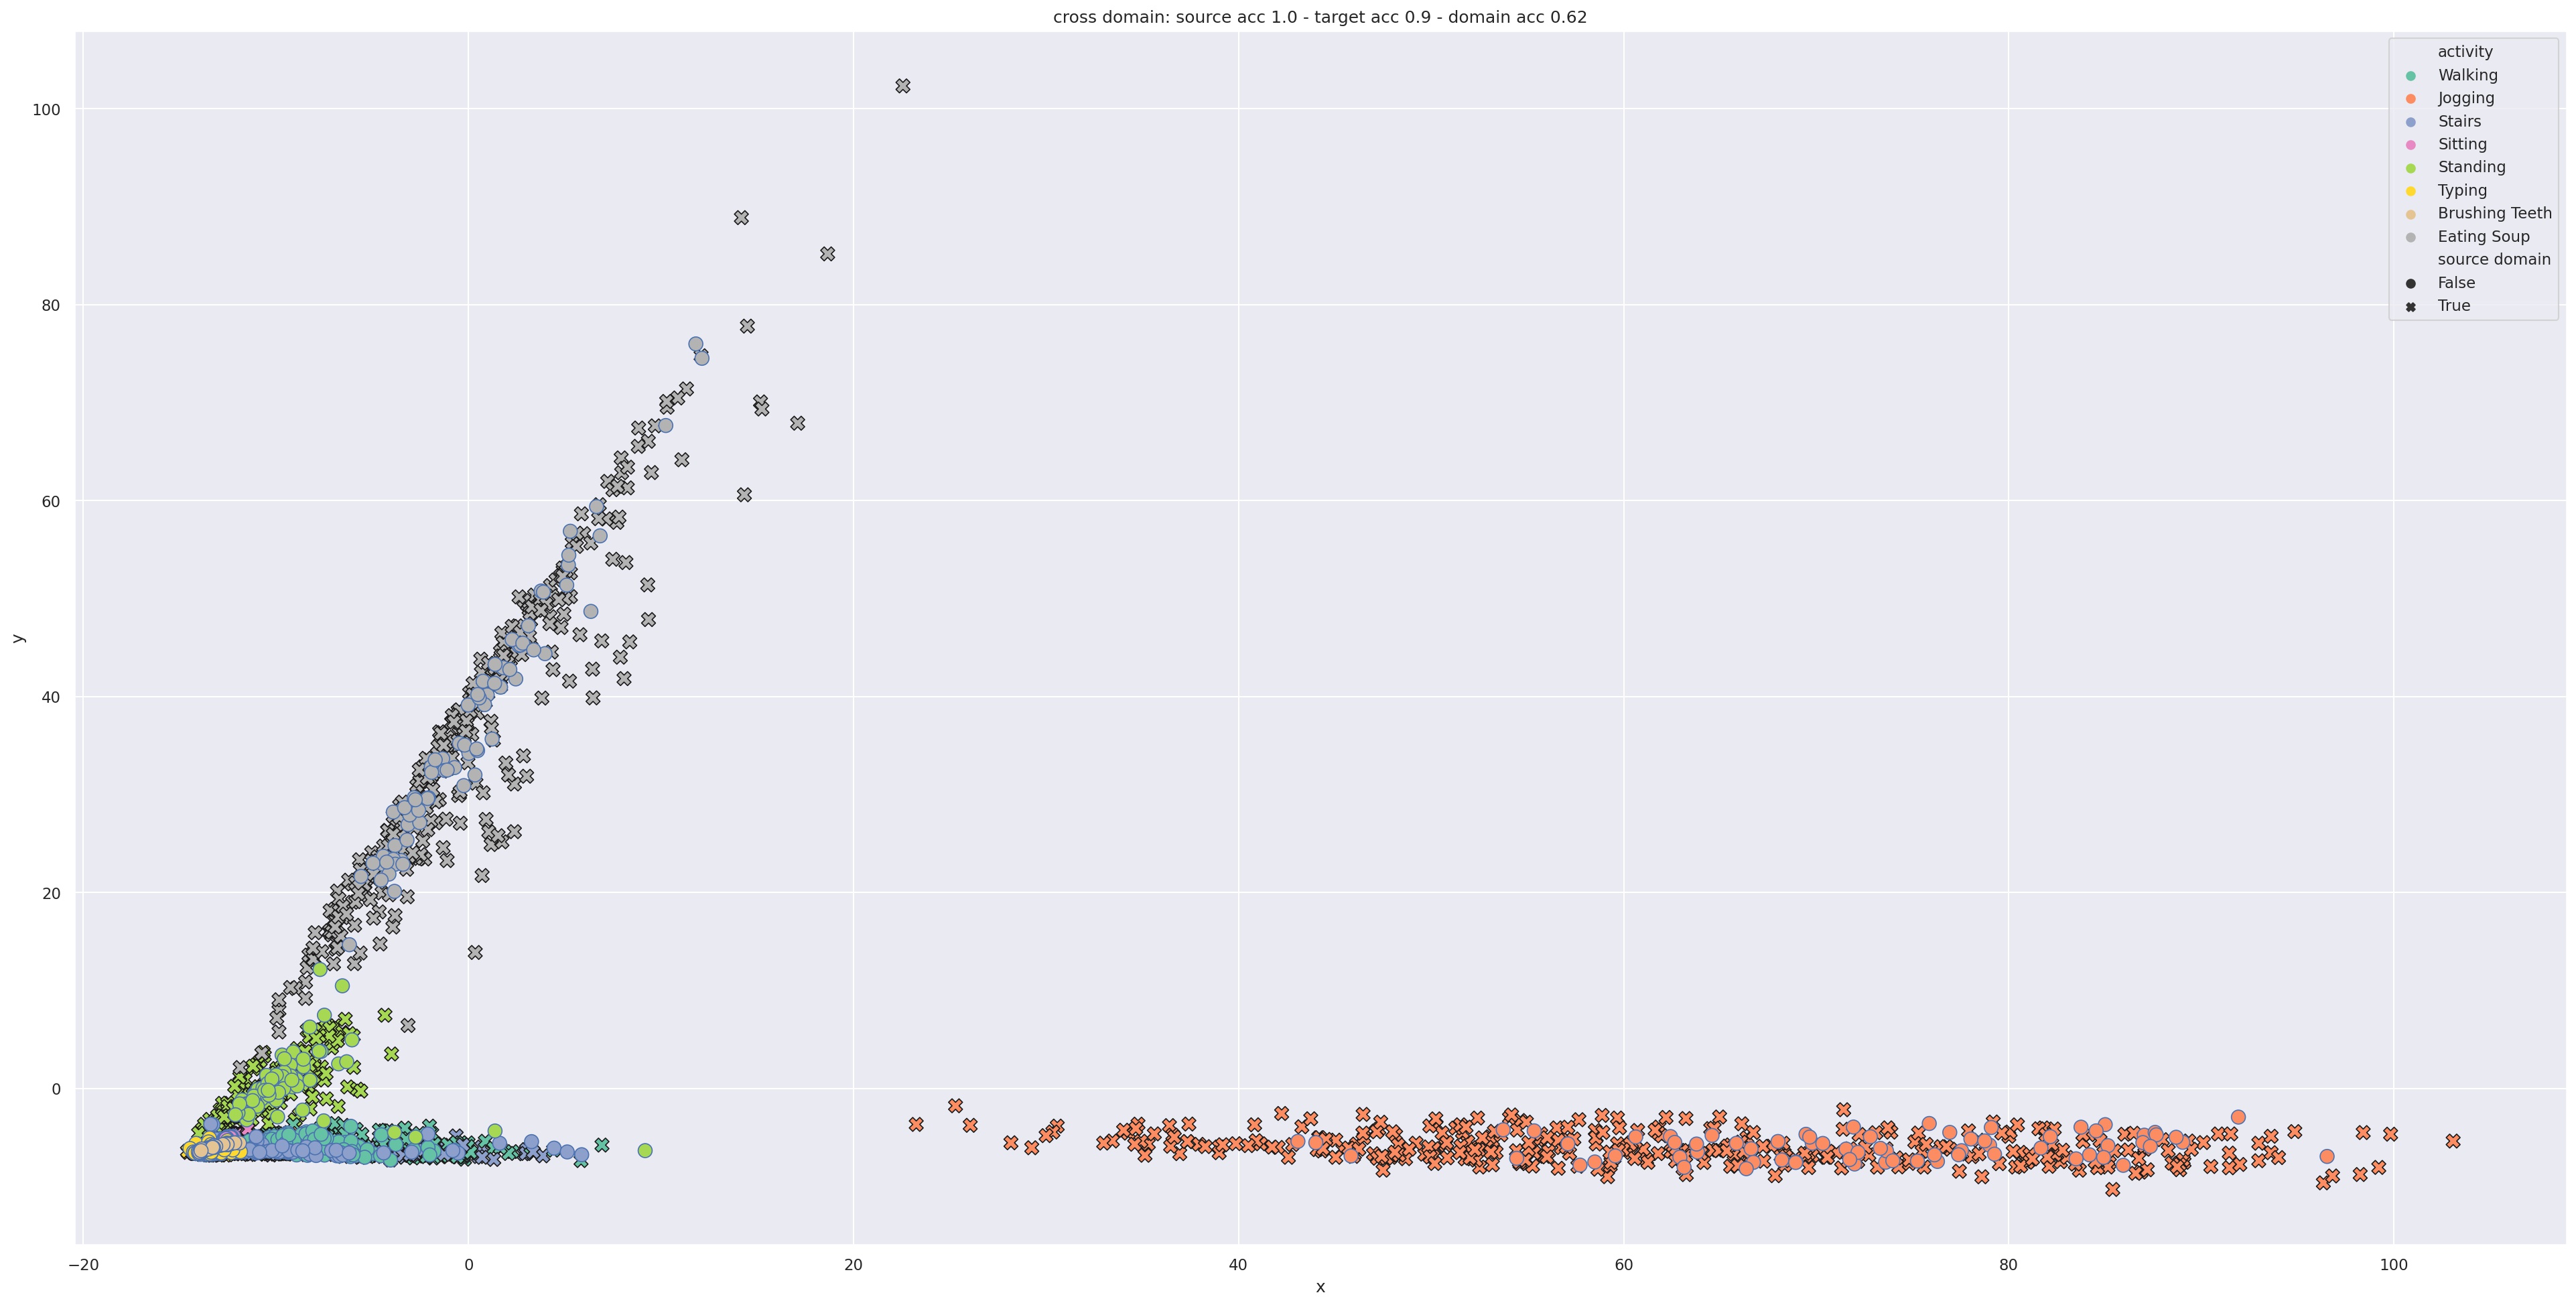 cross domain: source acc 1.0 - target acc 0.9 - domain acc 0.62
activity
Walking
Jogging
Stairs
Sitting
Standing
Typing
Brushing Teeth
Eating Soup
source domain
False
True
100
80
60
40
20
0
y
−20
0
20
40
60
80
100
x